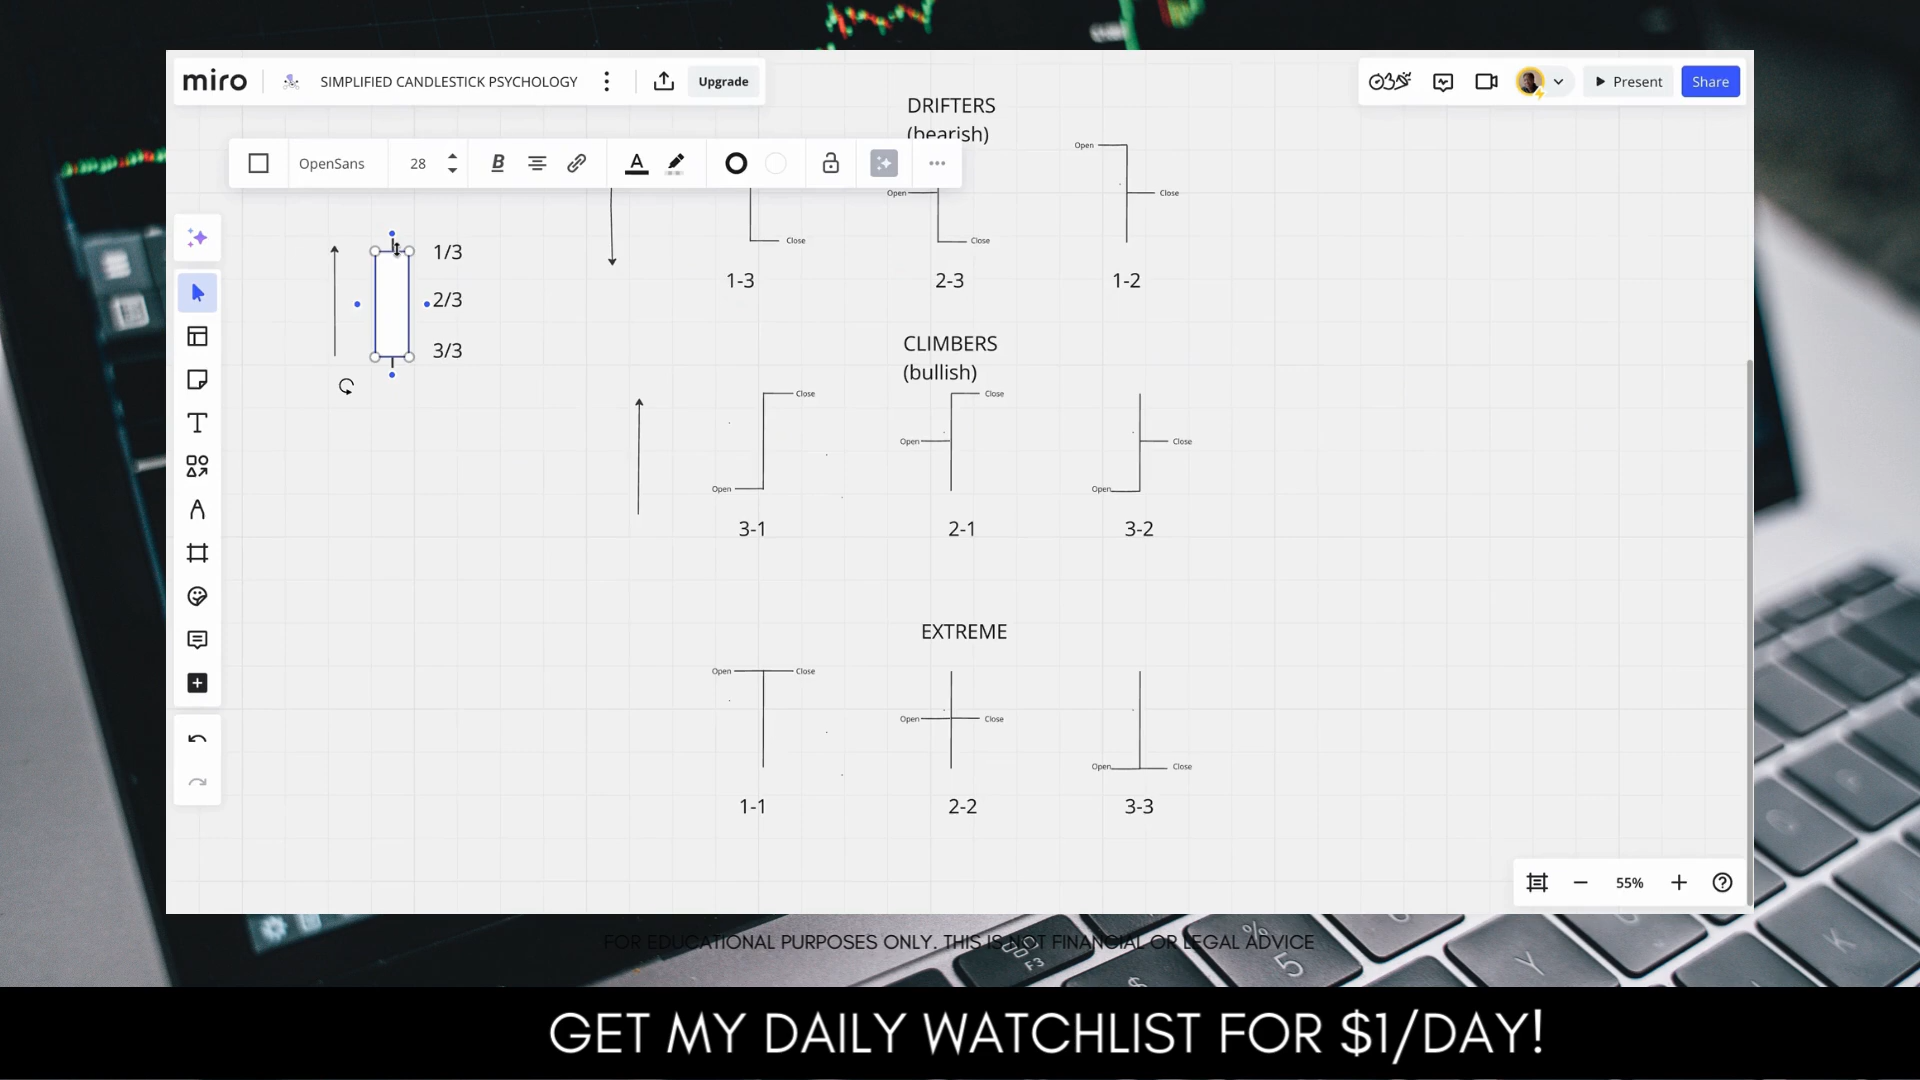 miro
SIMPLIFIED CANDLESTICK PSYCHOLOGY
Upgrade
Present
Share
OpenSans
28
B
A
DRIFTERS
(bearish)
Open
Close
Open
Close
Close
Open
1-3
2-3
1-2
1/3
2/3
3/3
CLIMBERS
(bullish)
Close
Open
Close
Open
Close
Open
3-1
2-1
3-2
EXTREME
Open
Close
Open
Close
Open
Close
1-1
2-2
3-3
55%
FOR EDUCATIONAL PURPOSES ONLY. THIS IS NOT FINANCIAL OR LEGAL ADVICE
GET MY DAILY WATCHLIST FOR $1/DAY!